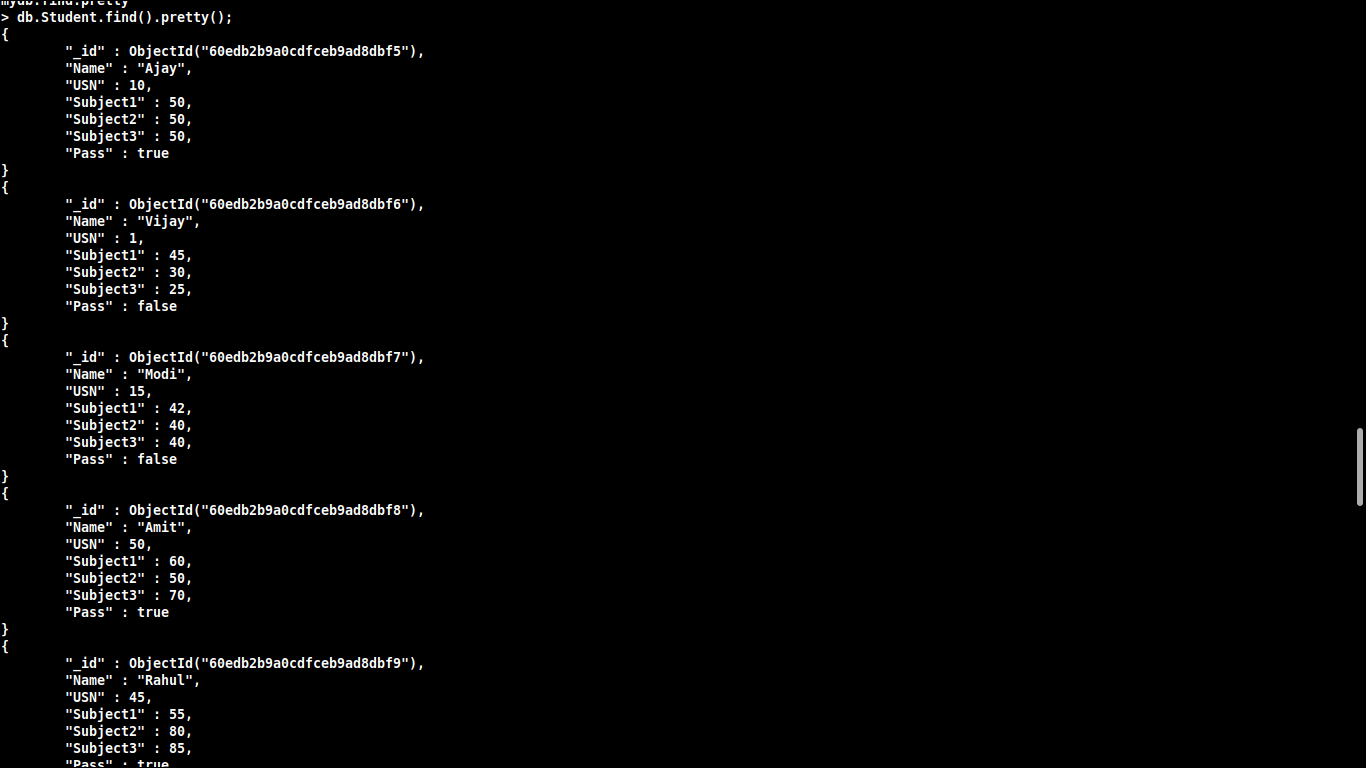 mydb.find.pretty
> db.Student.find().pretty();
{
        "_id" : ObjectId("60edb2b9a0cdfceb9ad8dbf5"),
        "Name" : "Ajay",
        "USN" : 10,
        "Subject1" : 50,
        "Subject2" : 50,
        "Subject3" : 50,
        "Pass" : true
}
{
        "_id" : ObjectId("60edb2b9a0cdfceb9ad8dbf6"),
        "Name" : "Vijay",
        "USN" : 1,
        "Subject1" : 45,
        "Subject2" : 30,
        "Subject3" : 25,
        "Pass" : false
}
{
        "_id" : ObjectId("60edb2b9a0cdfceb9ad8dbf7"),
        "Name" : "Modi",
        "USN" : 15,
        "Subject1" : 42,
        "Subject2" : 40,
        "Subject3" : 40,
        "Pass" : false
}
{
        "_id" : ObjectId("60edb2b9a0cdfceb9ad8dbf8"),
        "Name" : "Amit",
        "USN" : 50,
        "Subject1" : 60,
        "Subject2" : 50,
        "Subject3" : 70,
        "Pass" : true
}
{
        "_id" : ObjectId("60edb2b9a0cdfceb9ad8dbf9"),
        "Name" : "Rahul",
        "USN" : 45,
        "Subject1" : 55,
        "Subject2" : 80,
        "Subject3" : 85,
        "Pass" : true